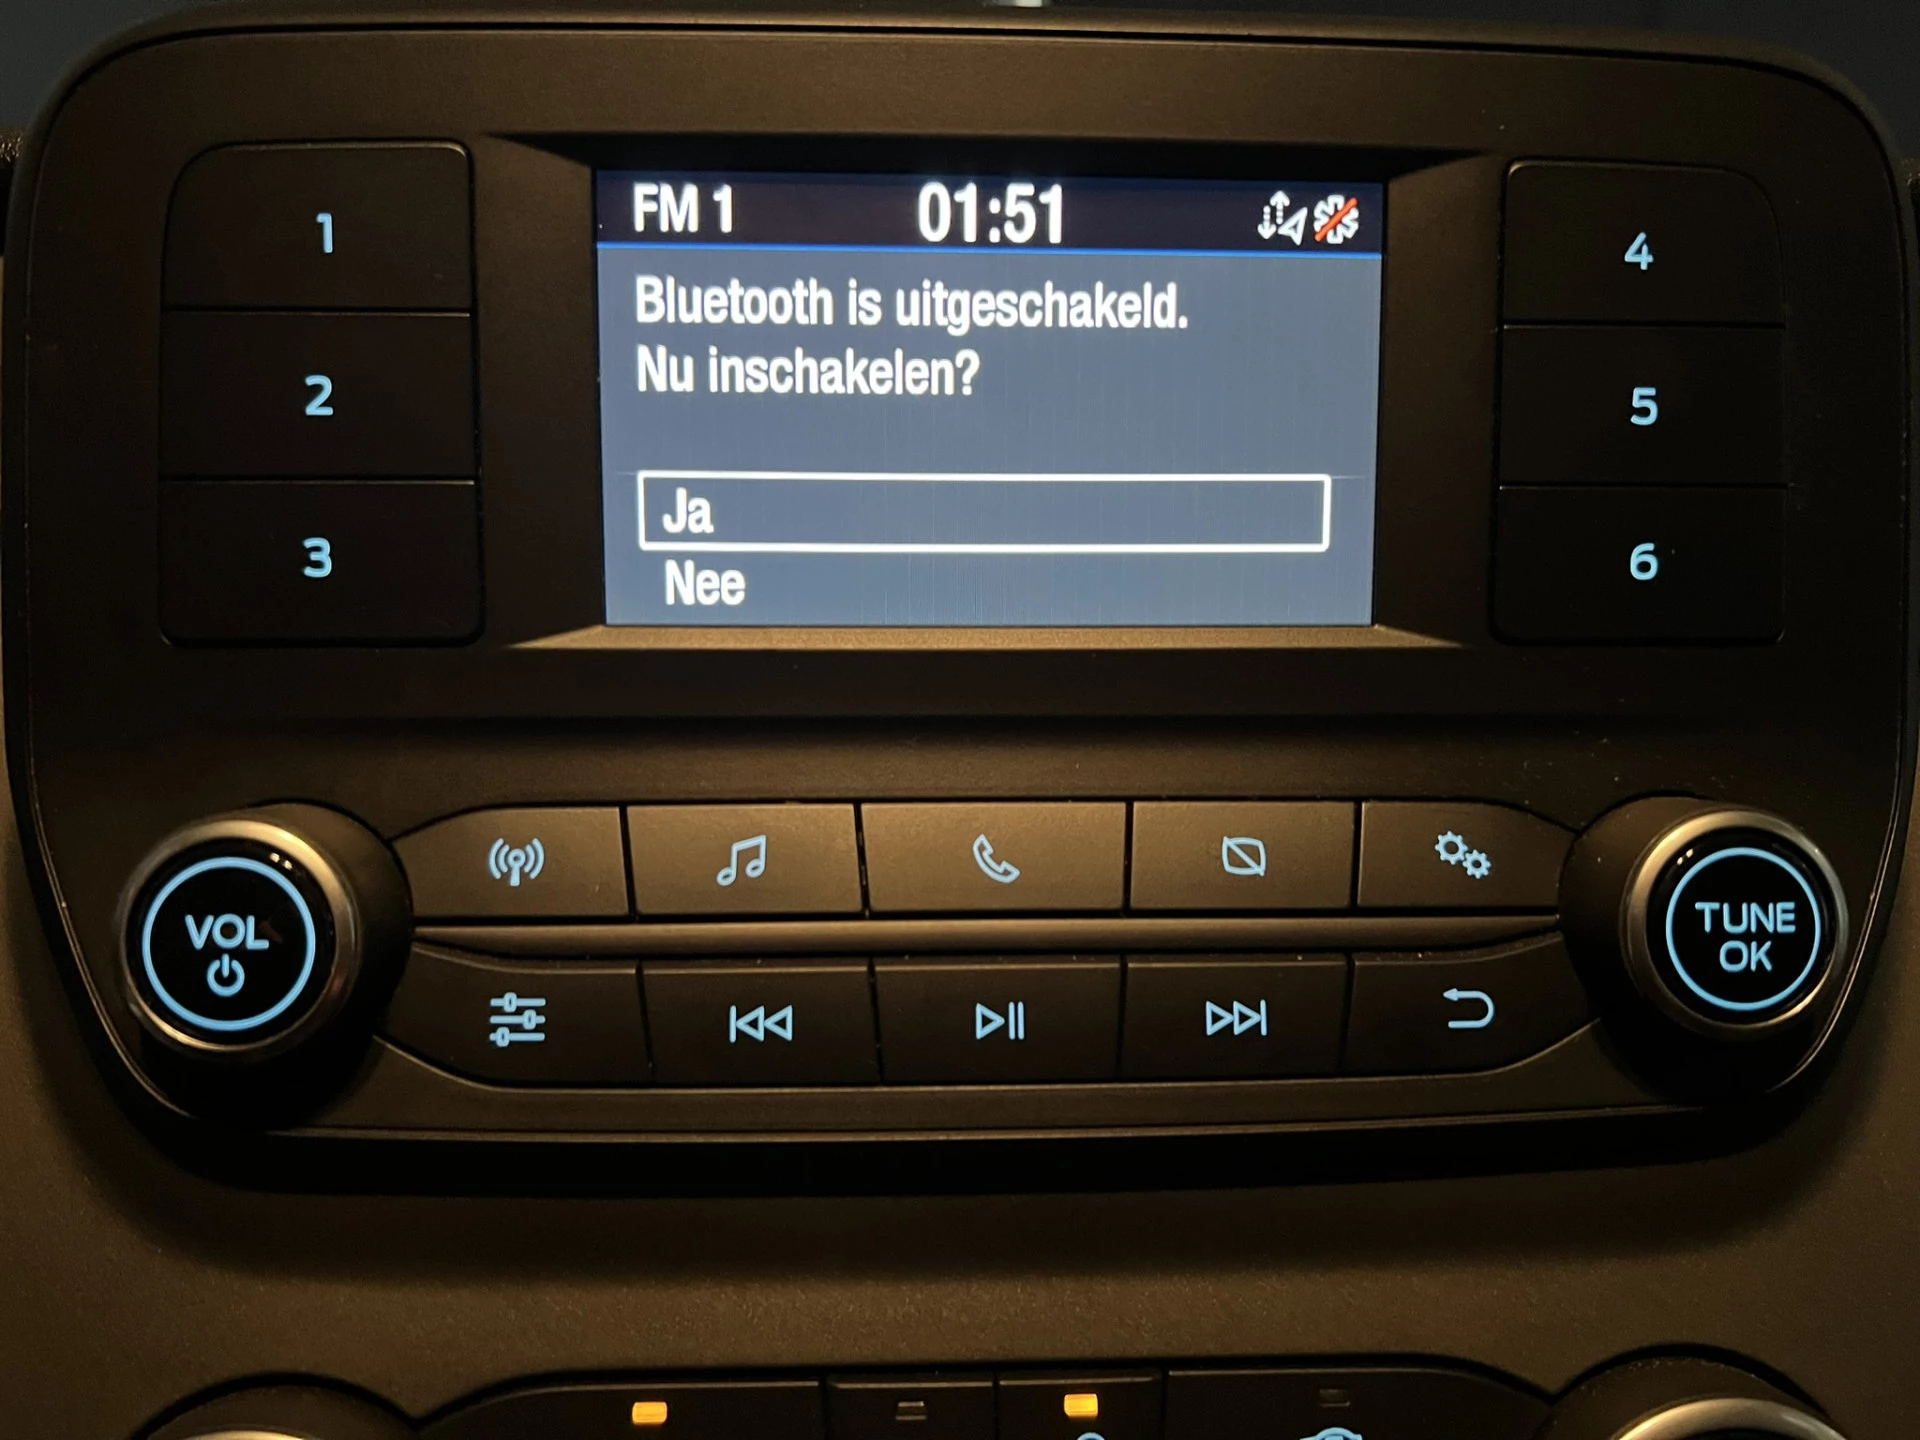 FM 1 01:51
Bluetooth is uitgeschakeld.
Nu inschakelen?
Ja
Nee
1
2
3
4
5
6
VOL
TUNE
OK